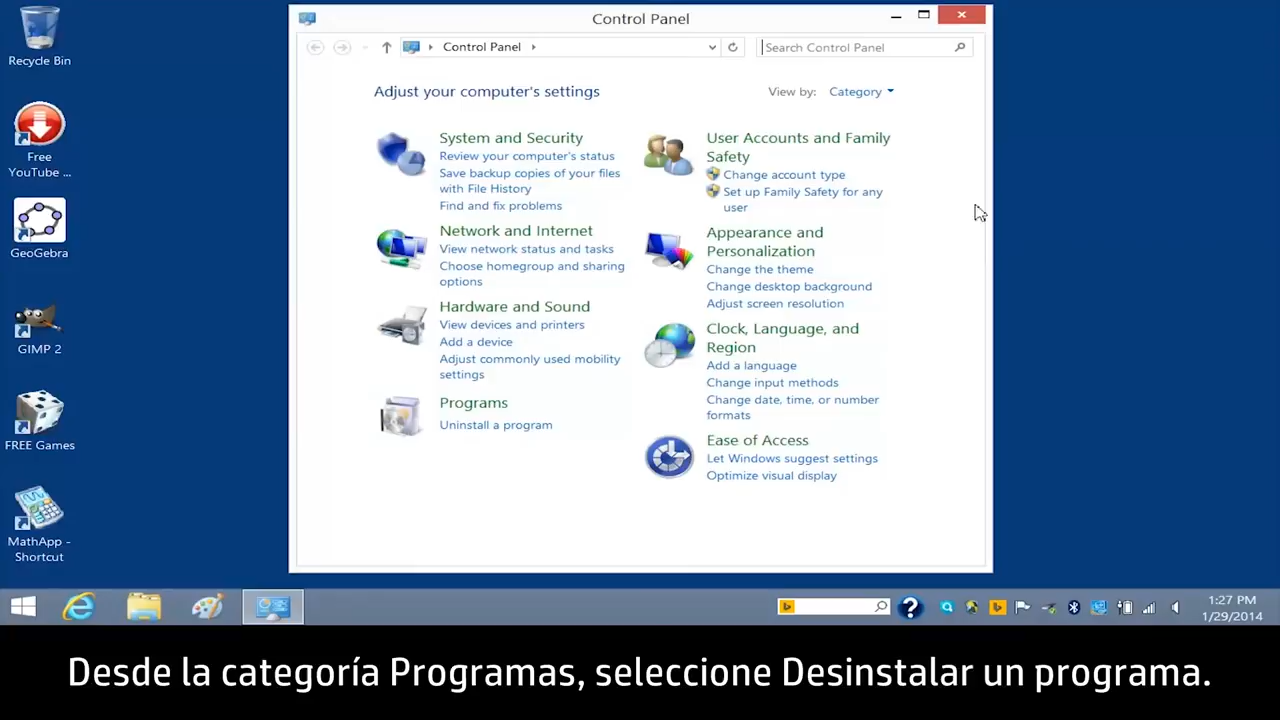 Recycle Bin
Free
YouTube ...
GeoGebra
GIMP 2
FREE Games
MathApp -
Shortcut
Control Panel
Control Panel
Search Control Panel
Adjust your computer's settings
View by: Category
System and Security
Review your computer's status
Save backup copies of your files
with File History
Find and fix problems
Network and Internet
View network status and tasks
Choose homegroup and sharing
options
Hardware and Sound
View devices and printers
Add a device
Adjust commonly used mobility
settings
Programs
Uninstall a program
User Accounts and Family
Safety
Change account type
Set up Family Safety for any
user
Appearance and
Personalization
Change the theme
Change desktop background
Adjust screen resolution
Clock, Language, and
Region
Add a language
Change input methods
Change date, time, or number
formats
Ease of Access
Let Windows suggest settings
Optimize visual display
1:27 PM
1/29/2014
Desde la categoría Programas, seleccione Desinstalar un programa.